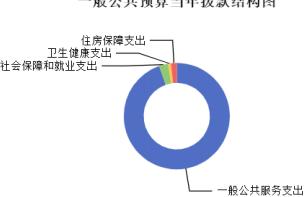 一般公共预算当年拨款结构图
住房保障支出
卫生健康支出
社会保障和就业支出
一般公共服务支出